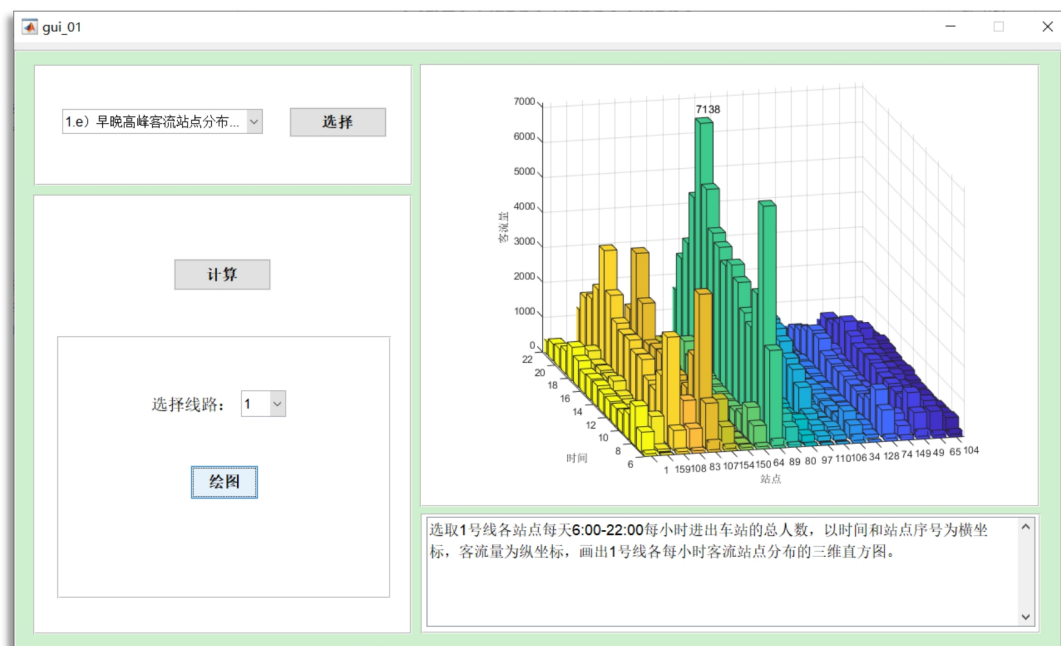 gui_01
1.e）早晚高峰客流站点分布...
选择
计算
选择线路：
1
绘图
7138
7000
6000
5000
4000
3000
2000
1000
0
客流量
22
20
18
16
14
12
10
8
6
时间
1 159 108 83 107 154 150 64 89 80 97 110 106 34 128 74 149 49 65 104
站点
选取1号线各站点每天6:00-22:00每小时进出车站的总人数，以时间和站点序号为横坐
标，客流量为纵坐标，画出1号线各每小时客流站点分布的三维直方图。